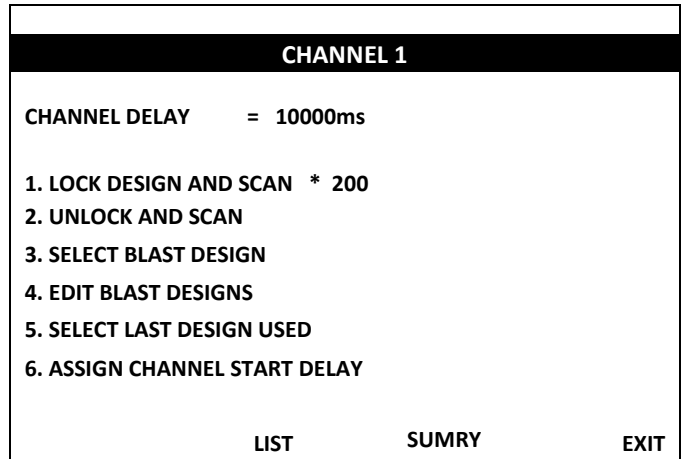 CHANNEL 1
CHANNEL DELAY = 10000ms
1. LOCK DESIGN AND SCAN * 200
2. UNLOCK AND SCAN
3. SELECT BLAST DESIGN
4. EDIT BLAST DESIGNS
5. SELECT LAST DESIGN USED
6. ASSIGN CHANNEL START DELAY
LIST SUMRY EXIT